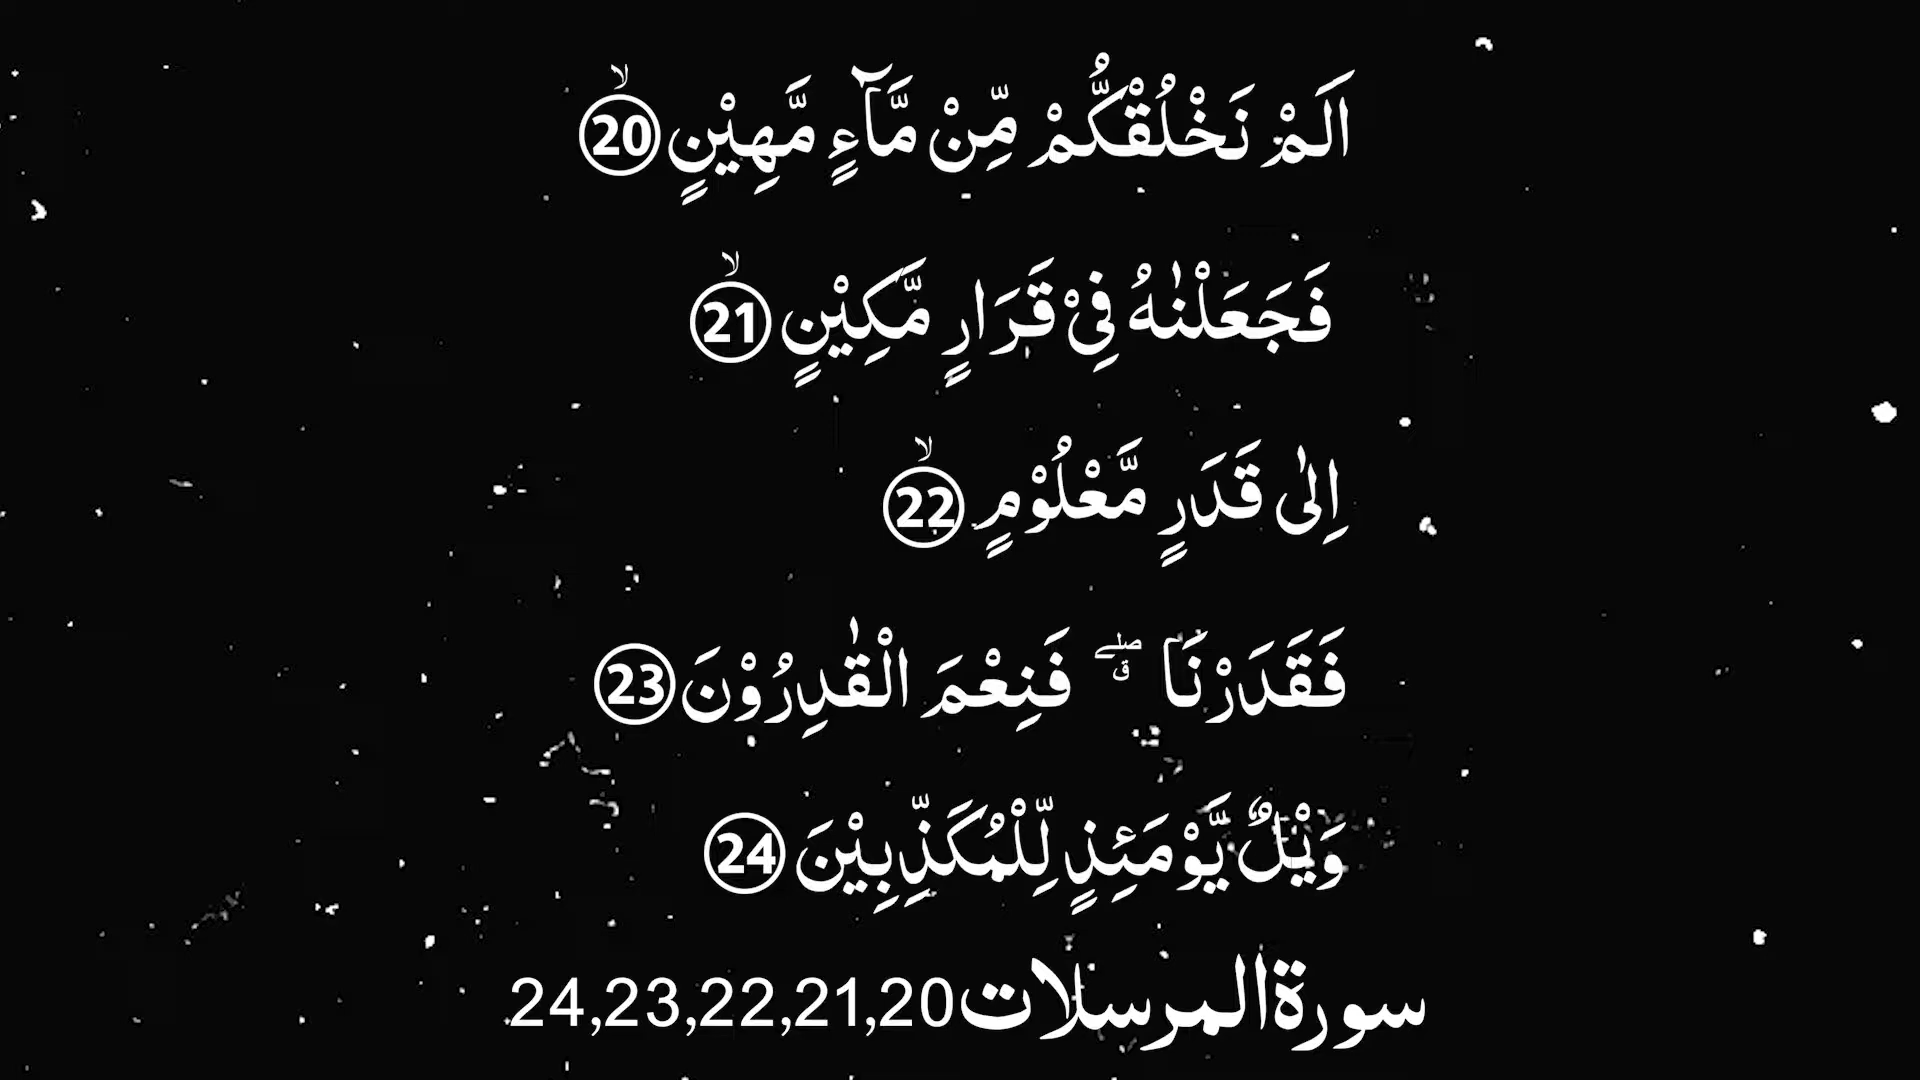 اَلَمْ نَخْلُقْكُّمْ مِّنْ مَّآءٍ مَّهِيْنٍ ۙ 20
فَجَعَلْنٰهُ فِيْ قَرَارٍ مَّكِيْنٍ ۙ 21
اِلٰى قَدَرٍ مَّعْلُوْمٍ ۙ 22
فَقَدَرْنَا ۖ ق فَنِعْمَ الْقٰدِرُوْنَ 23
وَيْلٌ يَّوْمَئِذٍ لِّلْمُكَذِّبِيْنَ 24
سورة المرسلات 20,21,22,23,24